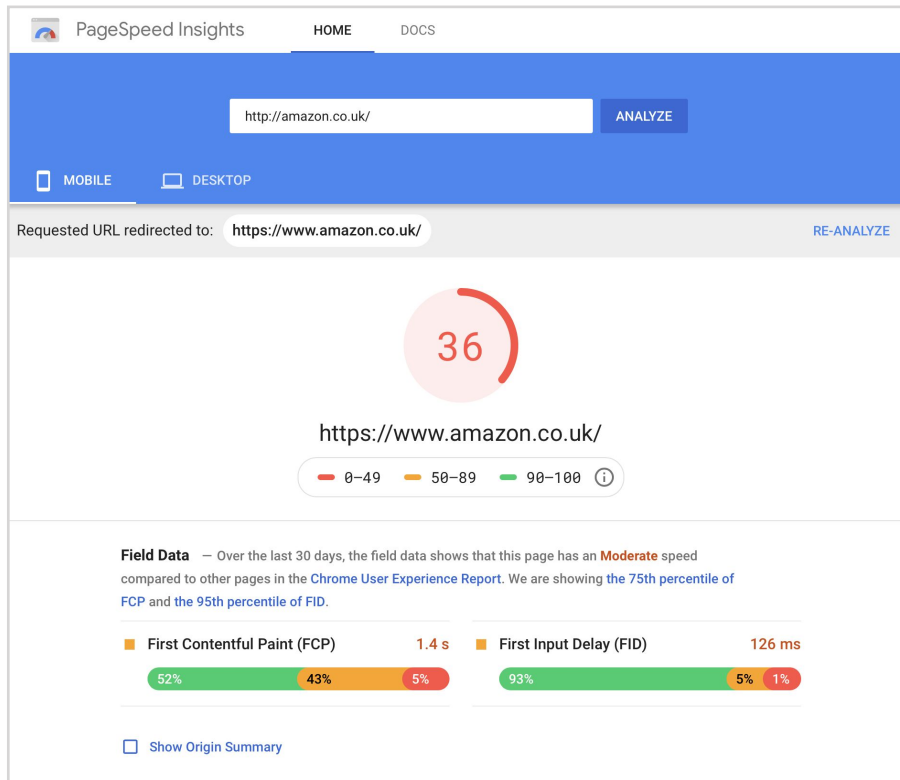 PageSpeed Insights HOME DOCS
http://amazon.co.uk/ ANALYZE
MOBILE DESKTOP
Requested URL redirected to: https://www.amazon.co.uk/ RE-ANALYZE
36
https://www.amazon.co.uk/
0–49 50–89 90–100
Field Data — Over the last 30 days, the field data shows that this page has an Moderate speed
compared to other pages in the Chrome User Experience Report. We are showing the 75th percentile of
FCP and the 95th percentile of FID.
First Contentful Paint (FCP) 1.4 s First Input Delay (FID) 126 ms
52% 43% 5% 93% 5% 1%
Show Origin Summary